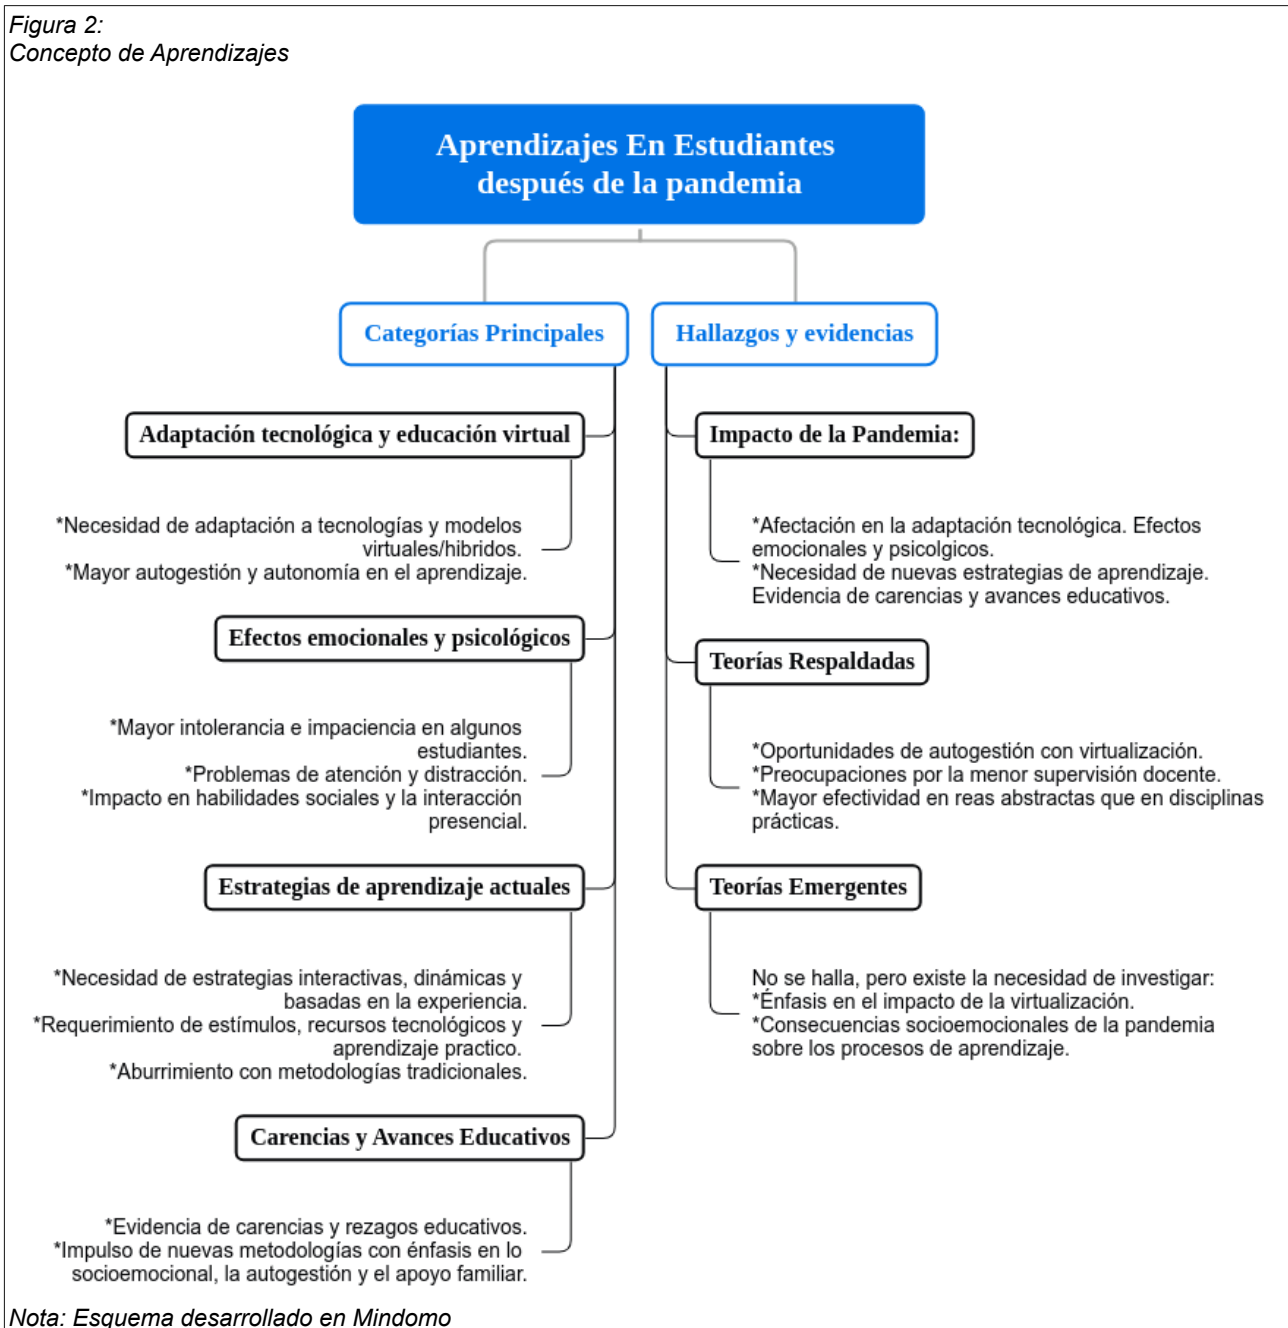 Figura 2:
Concepto de Aprendizajes
Aprendizajes En Estudiantes
después de la pandemia
Categorías Principales
Adaptación tecnológica y educación virtual
*Necesidad de adaptación a tecnologías y modelos
virtuales/hibridos.
*Mayor autogestión y autonomía en el aprendizaje.
Efectos emocionales y psicológicos
*Mayor intolerancia e impaciencia en algunos
estudiantes.
*Problemas de atención y distracción.
*Impacto en habilidades sociales y la interacción
presencial.
Estrategias de aprendizaje actuales
*Necesidad de estrategias interactivas, dinámicas y
basadas en la experiencia.
*Requerimiento de estímulos, recursos tecnológicos y
aprendizaje practico.
*Aburrimiento con metodologías tradicionales.
Carencias y Avances Educativos
*Evidencia de carencias y rezagos educativos.
*Impulso de nuevas metodologías con énfasis en lo
socioemocional, la autogestión y el apoyo familiar.
Hallazgos y evidencias
Impacto de la Pandemia:
*Afectación en la adaptación tecnológica. Efectos
emocionales y psicolgicos.
*Necesidad de nuevas estrategias de aprendizaje.
Evidencia de carencias y avances educativos.
Teorías Respaldadas
*Oportunidades de autogestión con virtualización.
*Preocupaciones por la menor supervisión docente.
*Mayor efectividad en reas abstractas que en disciplinas
prácticas.
Teorías Emergentes
No se halla, pero existe la necesidad de investigar:
*Énfasis en el impacto de la virtualización.
*Consecuencias socioemocionales de la pandemia
sobre los procesos de aprendizaje.
Nota: Esquema desarrollado en Mindomo